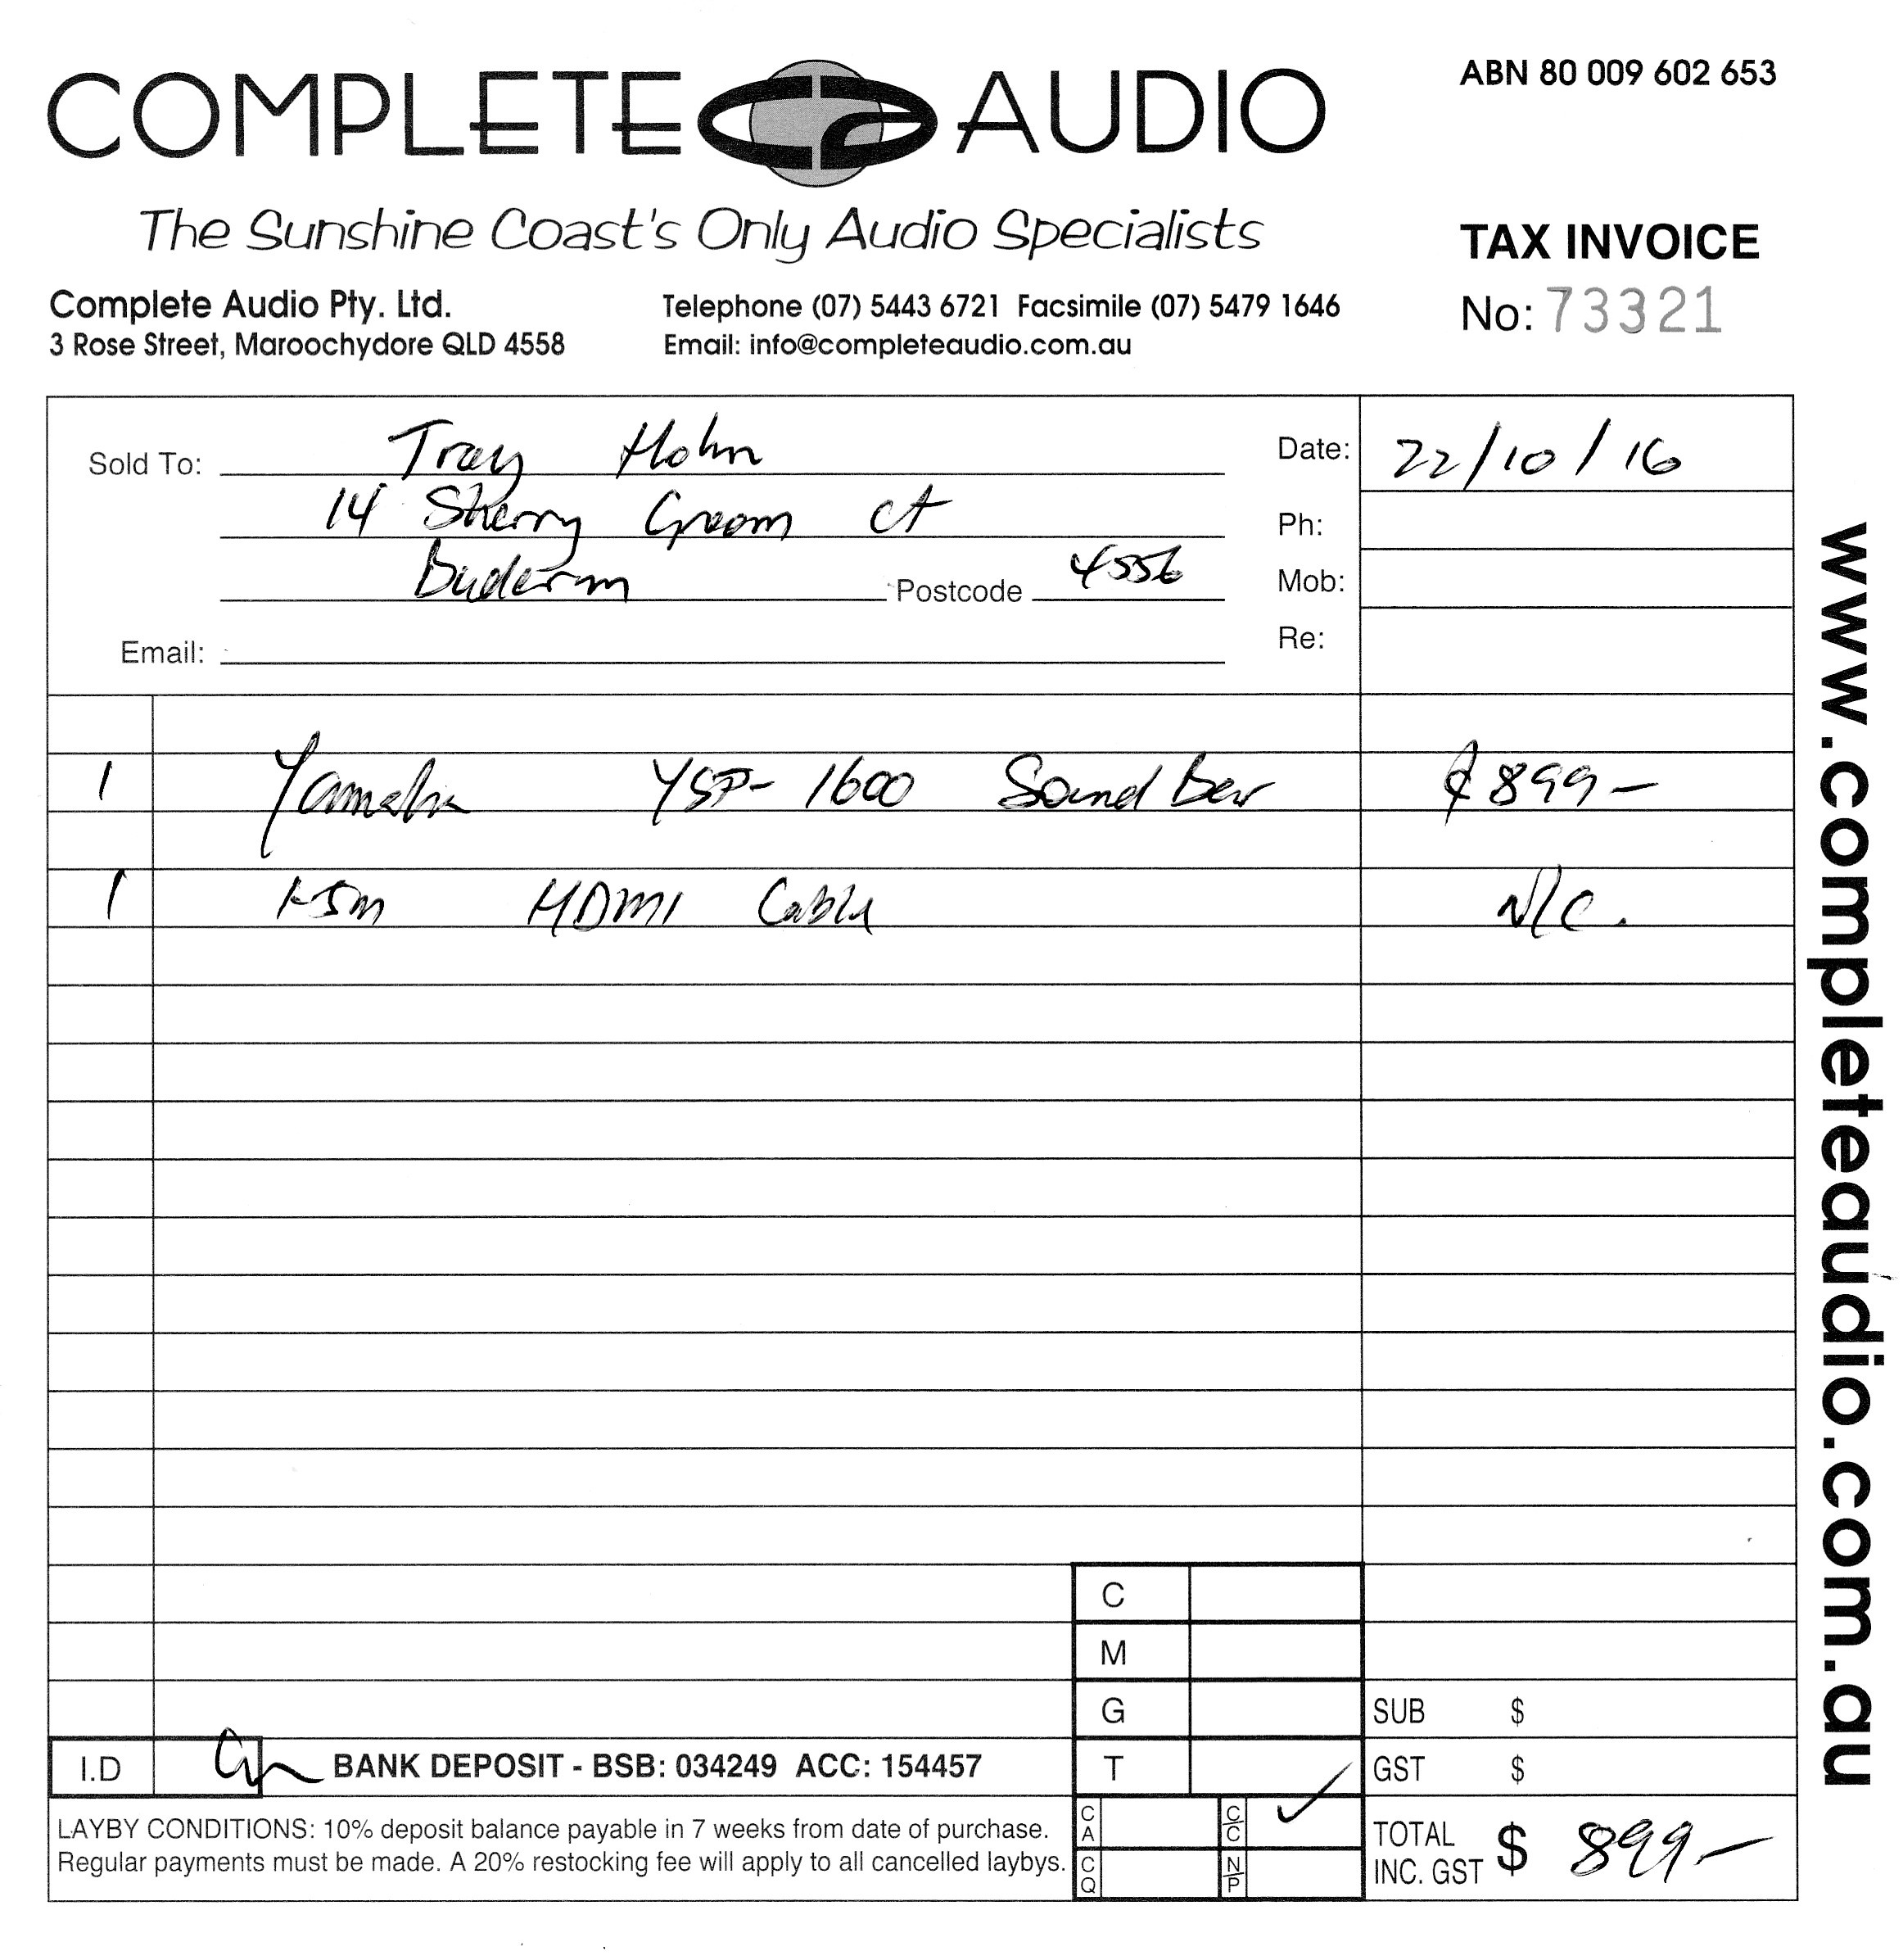 COMPLETE AUDIO
ABN 80 009 602 653
The Sunshine Coast's Only Audio Specialists
TAX INVOICE
Complete Audio Pty. Ltd.
Telephone (07) 5443 6721 Facsimile (07) 5479 1646
No: 73321
3 Rose Street, Maroochydore QLD 4558
Email: info@completeaudio.com.au
Sold To: Tray Hohn
Date: 22/10/16
14 Sherry Groom Ct
Ph:
Buderim Postcode 4556
Mob:
Email:
Re:
1 Yamaha YSP-1600 Sound Bar $899-
1 1.5m HDMI Cable N/C.
C
M
G
SUB $
I.D
BANK DEPOSIT - BSB: 034249 ACC: 154457
T
GST $
LAYBY CONDITIONS: 10% deposit balance payable in 7 weeks from date of purchase.
Regular payments must be made. A 20% restocking fee will apply to all cancelled laybys.
CA
C/C ✓
CQ
N/P
TOTAL
INC. GST $ 899-
www.completeaudio.com.au